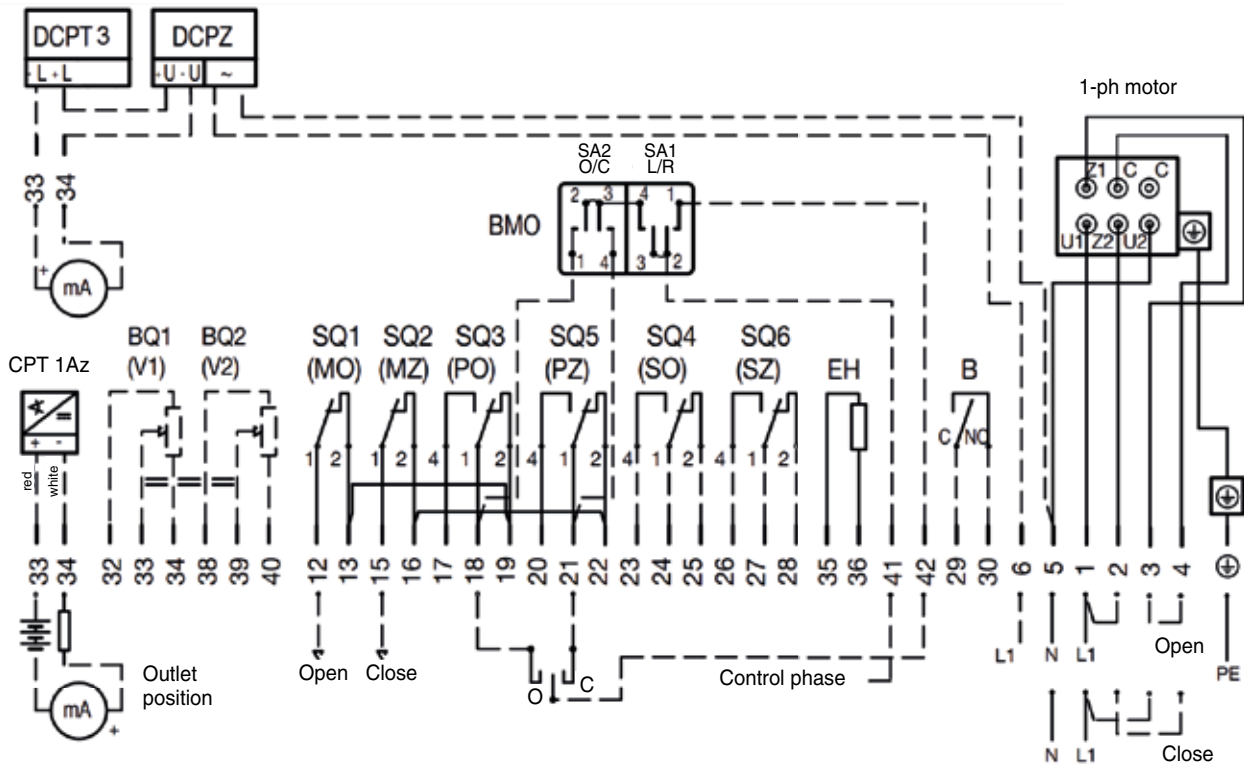 DCPT 3
DCPZ
- L + L
+U - U ~
1-ph motor
33 34
mA
+
SA2 SA1
O/C L/R
BMO
2 3 4 1
1 4 3 2
Z1 C C
U1 Z2 U2
CPT 1Az
+ -
red
white
BQ1
(V1)
BQ2
(V2)
SQ1
(MO)
SQ2
(MZ)
SQ3
(PO)
SQ5
(PZ)
SQ4
(SO)
SQ6
(SZ)
EH
B
C NC
1 2 1 2 4 1 2 4 1 2 4 1 2 4 1 2
33 34 32 33 34 38 39 40 12 13 15 16 17 18 19 20 21 22 23 24 25 26 27 28 35 36 41 42 29 30 6 5 1 2 3 4
mA
+
Outlet
position
Open Close
O C
Control phase
L1 N L1 Open
PE
N L1 Close